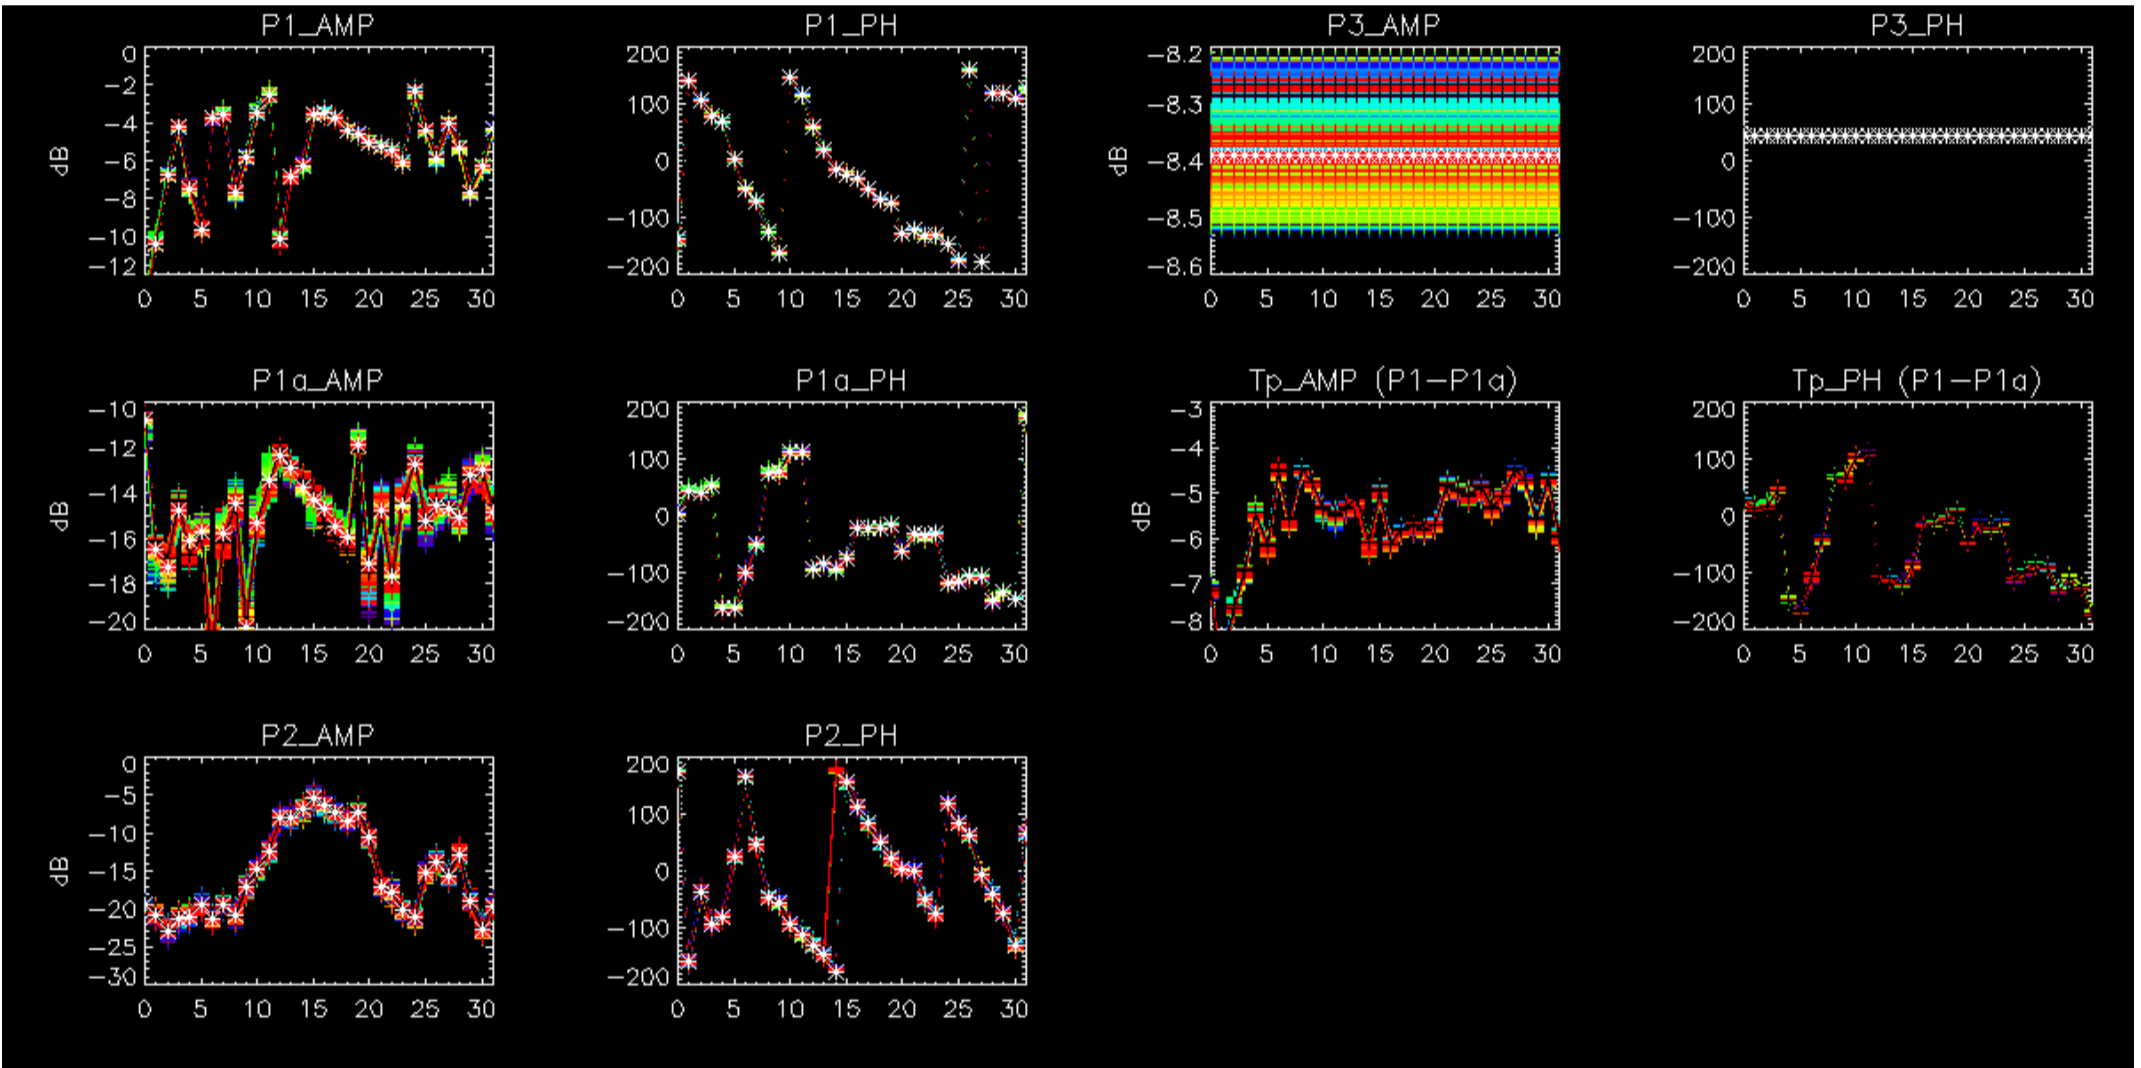 P1_AMP P1_PH P3_AMP P3_PH
0 200 −8.2 200
−2
−4 100 −8.3 100
dB −6 0 dB −8.4 0
−8
−10 −100 −8.5 −100
−12 −200 −8.6 −200
0 5 10 15 20 25 30 0 5 10 15 20 25 30 0 5 10 15 20 25 30 0 5 10 15 20 25 30
P1a_AMP P1a_PH Tp_AMP (P1−P1a) Tp_PH (P1−P1a)
−10 200 −3 200
−12 100 −4 100
−14 −5
dB 0 dB 0
−16 −6
−18 −100 −7 −100
−20 −200 −8 −200
0 5 10 15 20 25 30 0 5 10 15 20 25 30 0 5 10 15 20 25 30 0 5 10 15 20 25 30
P2_AMP P2_PH
0 200
−5
−10 100
dB −15 0
−20
−25 −100
−30 −200
0 5 10 15 20 25 30 0 5 10 15 20 25 30